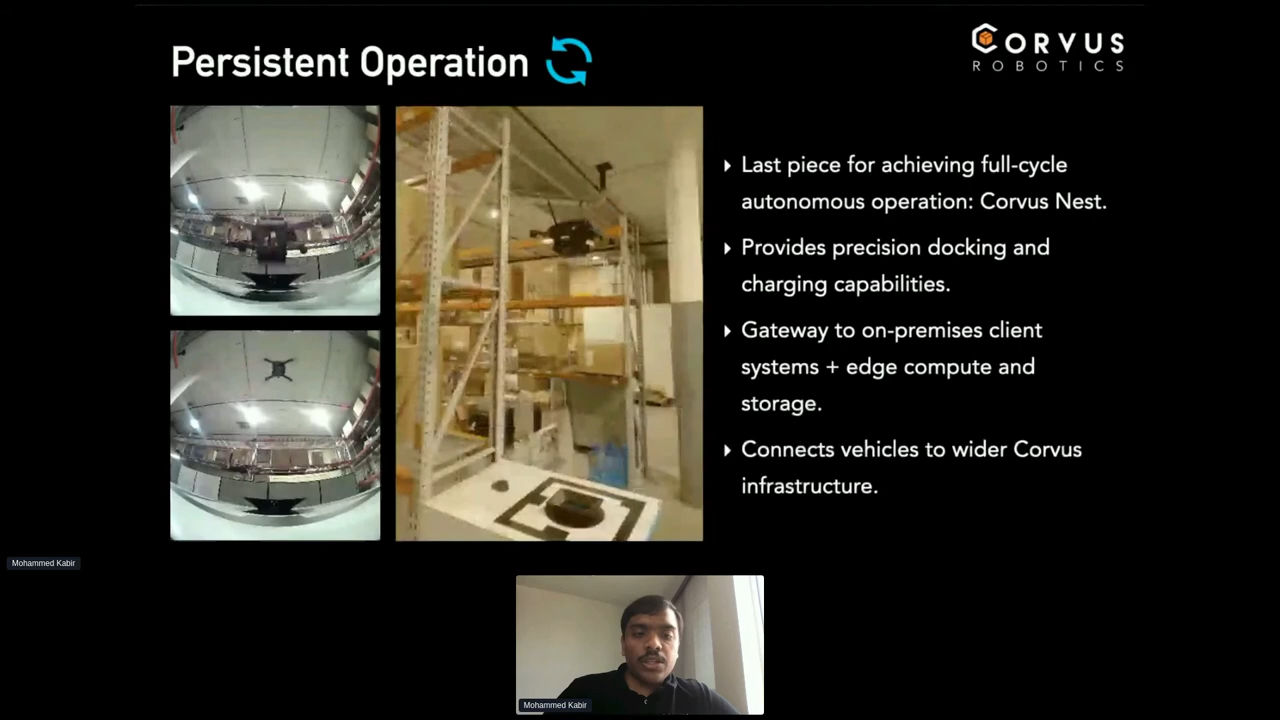 Persistent Operation
CORVUS
ROBOTICS
Last piece for achieving full-cycle
autonomous operation: Corvus Nest.
Provides precision docking and
charging capabilities.
Gateway to on-premises client
systems + edge compute and
storage.
Connects vehicles to wider Corvus
infrastructure.
Mohammed Kabir
Mohammed Kabir